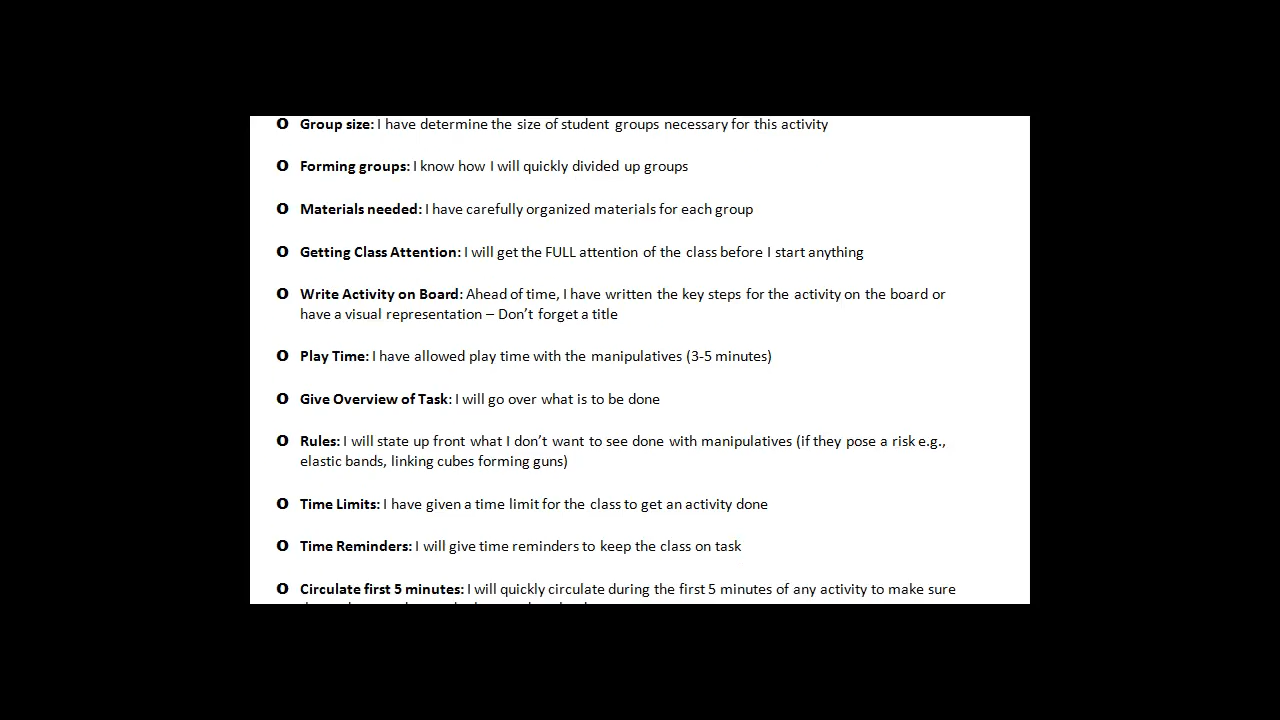 O Group size: I have determine the size of student groups necessary for this activity
O Forming groups: I know how I will quickly divided up groups
O Materials needed: I have carefully organized materials for each group
O Getting Class Attention: I will get the FULL attention of the class before I start anything
O Write Activity on Board: Ahead of time, I have written the key steps for the activity on the board or
have a visual representation – Don’t forget a title
O Play Time: I have allowed play time with the manipulatives (3-5 minutes)
O Give Overview of Task: I will go over what is to be done
O Rules: I will state up front what I don’t want to see done with manipulatives (if they pose a risk e.g.,
elastic bands, linking cubes forming guns)
O Time Limits: I have given a time limit for the class to get an activity done
O Time Reminders: I will give time reminders to keep the class on task
O Circulate first 5 minutes: I will quickly circulate during the first 5 minutes of any activity to make sure